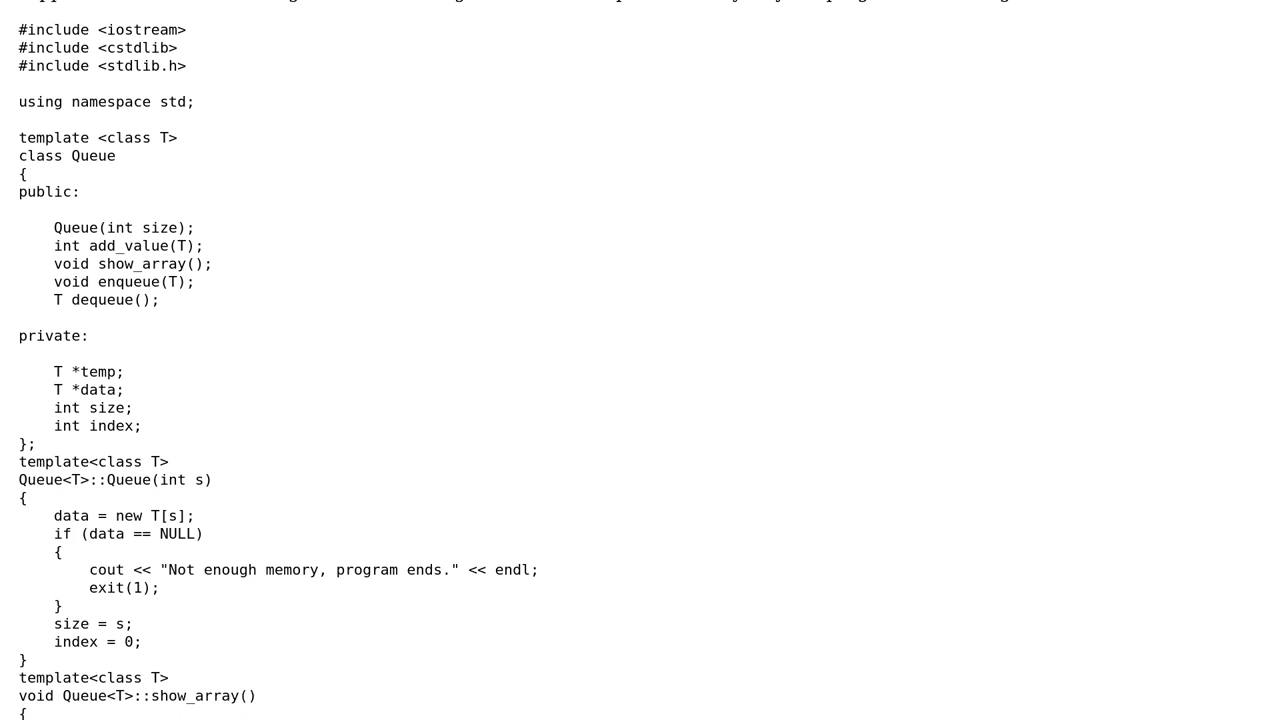 #include <iostream>
#include <cstdlib>
#include <stdlib.h>
using namespace std;
template <class T>
class Queue
{
public:
    Queue(int size);
    int add_value(T);
    void show_array();
    void enqueue(T);
    T dequeue();
private:
    T *temp;
    T *data;
    int size;
    int index;
};
template<class T>
Queue<T>::Queue(int s)
{
    data = new T[s];
    if (data == NULL)
    {
        cout << "Not enough memory, program ends." << endl;
        exit(1);
    }
    size = s;
    index = 0;
}
template<class T>
void Queue<T>::show_array()
{